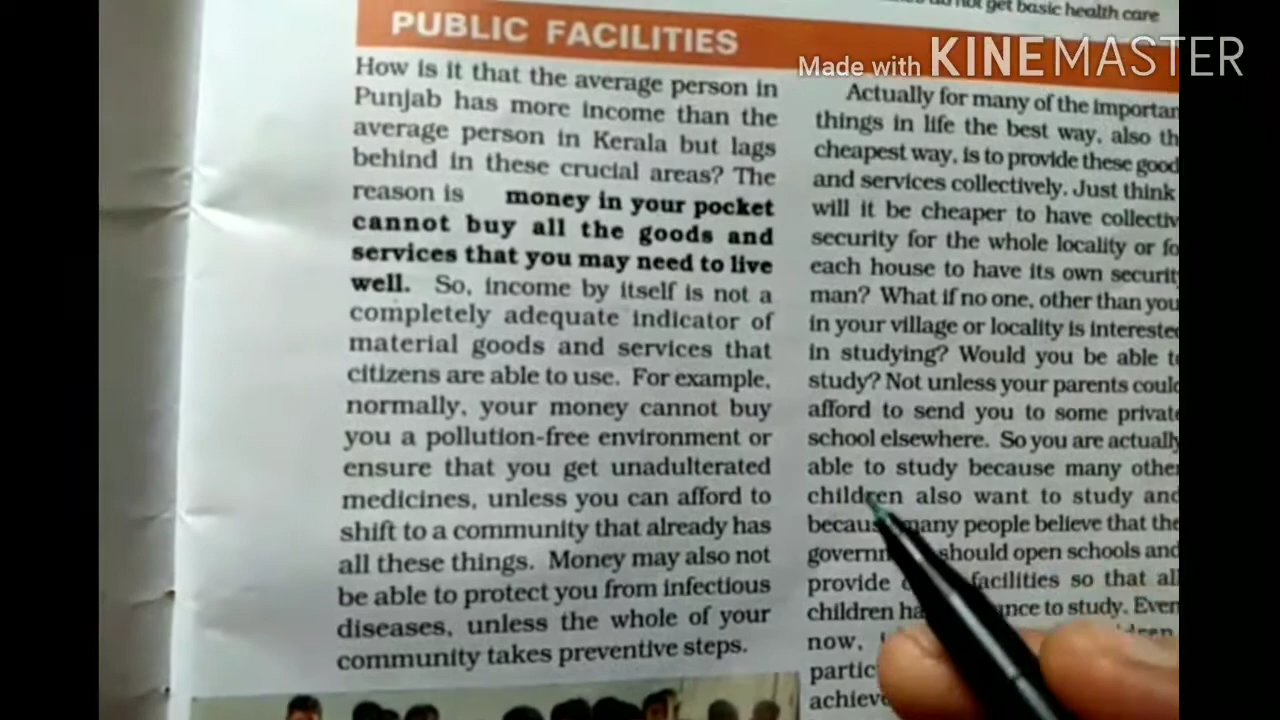 not get basic health care
PUBLIC FACILITIES
Made with KINEMASTER
How is it that the average person in
Punjab has more income than the
average person in Kerala but lags
behind in these crucial areas? The
reason is money in your pocket
cannot buy all the goods and
services that you may need to live
well. So, income by itself is not a
completely adequate indicator of
material goods and services that
citizens are able to use. For example,
normally, your money cannot buy
you a pollution-free environment or
ensure that you get unadulterated
medicines, unless you can afford to
shift to a community that already has
all these things. Money may also not
be able to protect you from infectious
diseases, unless the whole of your
community takes preventive steps.
Actually for many of the importan
things in life the best way, also th
cheapest way, is to provide these good
and services collectively. Just think
will it be cheaper to have collectiv
security for the whole locality or fo
each house to have its own securit
man? What if no one, other than you
in your village or locality is intereste
in studying? Would you be able t
study? Not unless your parents coul
afford to send you to some privat
school elsewhere. So you are actually
able to study because many othe
children also want to study and
becau many people believe that the
governm should open schools and
provide facilities so that all
children ha ance to study. Even
now,
partic
achiev